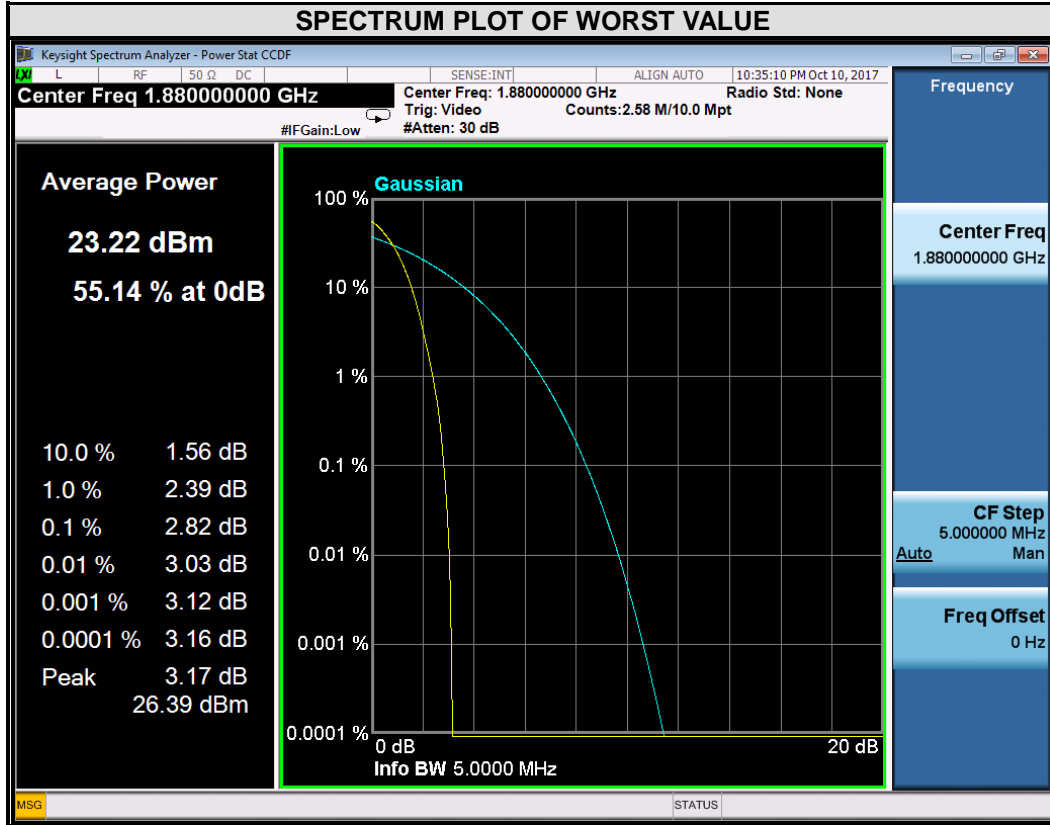 SPECTRUM PLOT OF WORST VALUE
Keysight Spectrum Analyzer - Power Stat CCDF
LXI L RF 50 Ω DC SENSE:INT ALIGN AUTO 10:35:10 PM Oct 10, 2017
Center Freq 1.880000000 GHz
Center Freq: 1.880000000 GHz Radio Std: None
Trig: Video Counts:2.58 M/10.0 Mpt
#IFGain:Low #Atten: 30 dB
Average Power
23.22 dBm
55.14 % at 0dB
10.0 % 1.56 dB
1.0 % 2.39 dB
0.1 % 2.82 dB
0.01 % 3.03 dB
0.001 % 3.12 dB
0.0001 % 3.16 dB
Peak 3.17 dB
26.39 dBm
Gaussian
100 %
10 %
1 %
0.1 %
0.01 %
0.001 %
0.0001 %
0 dB 20 dB
Info BW 5.0000 MHz
Frequency
Center Freq
1.880000000 GHz
CF Step
5.000000 MHz
Auto Man
Freq Offset
0 Hz
MSG STATUS